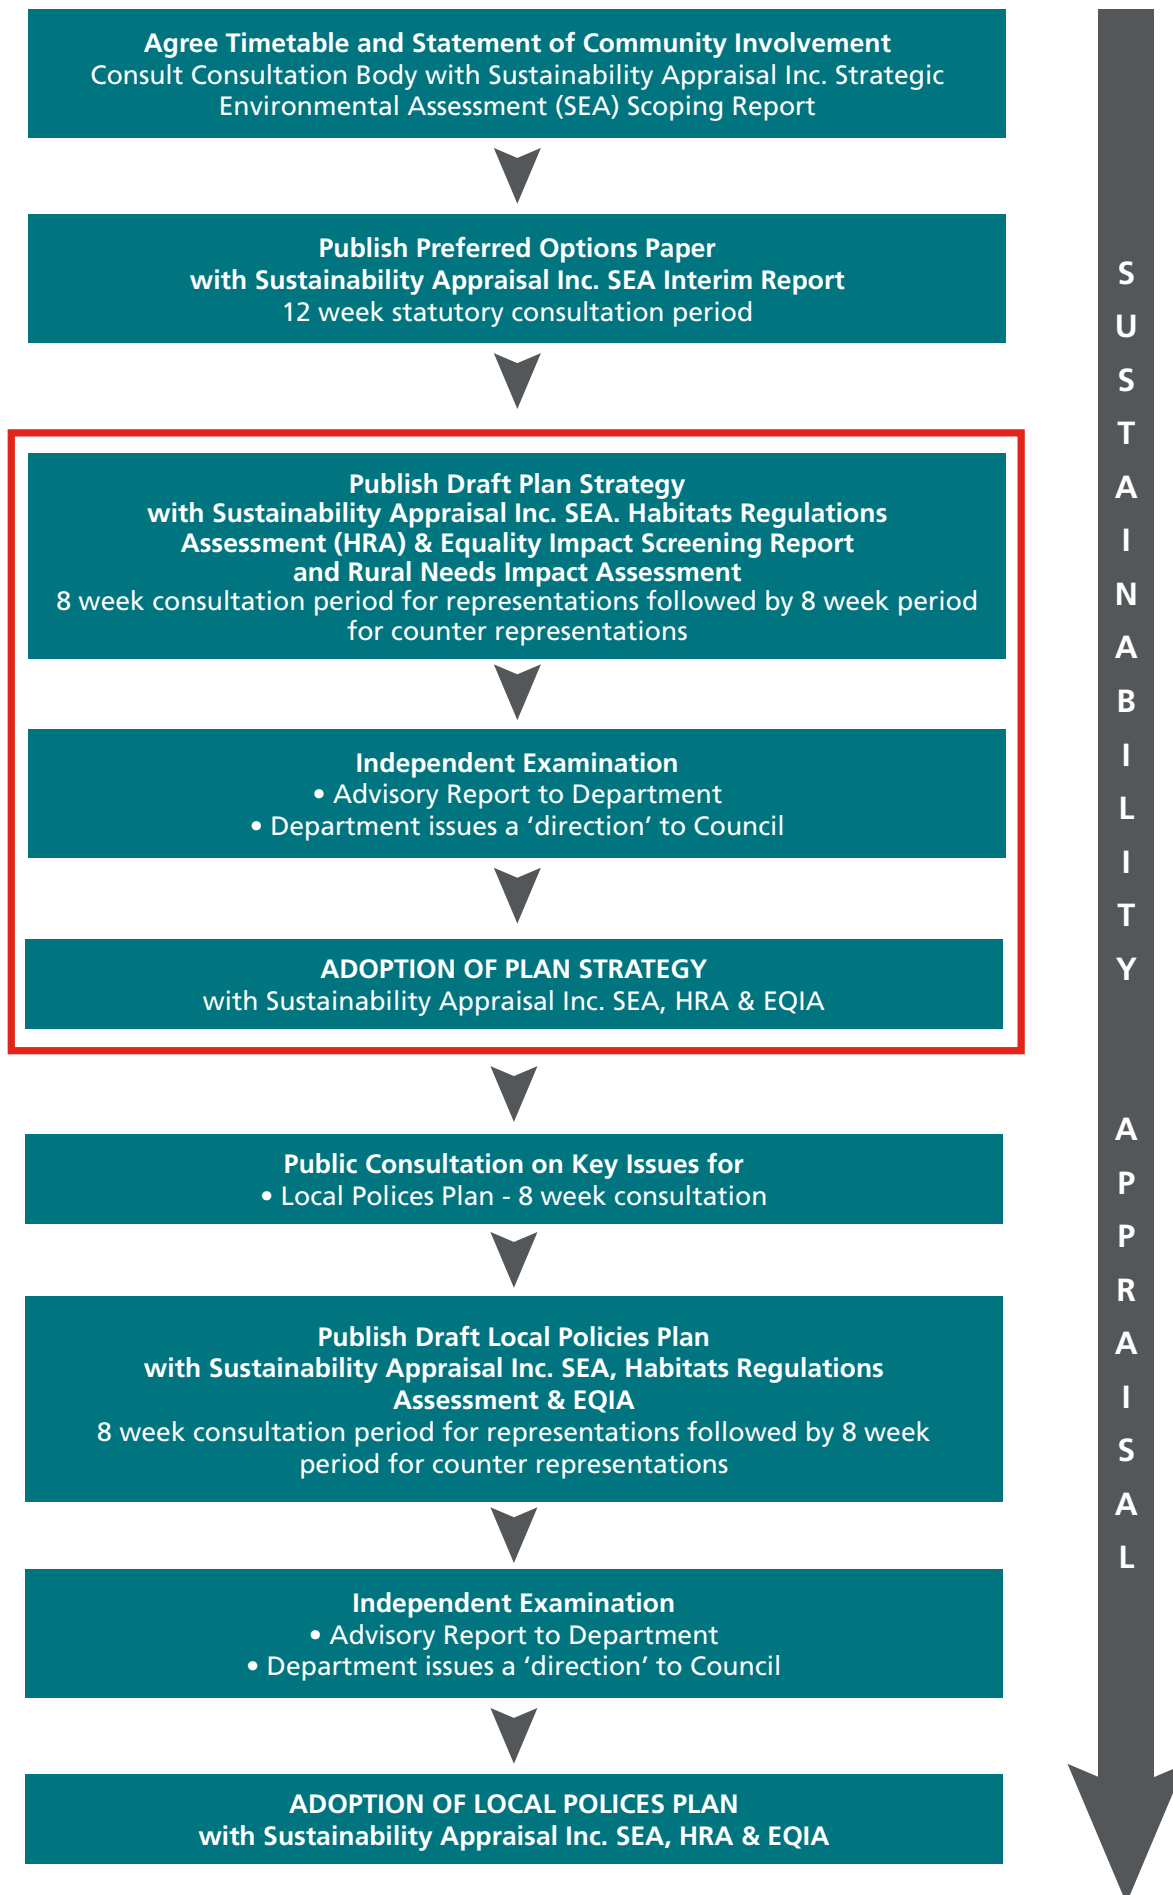 Agree Timetable and Statement of Community Involvement
Consult Consultation Body with Sustainability Appraisal Inc. Strategic
Environmental Assessment (SEA) Scoping Report
Publish Preferred Options Paper
with Sustainability Appraisal Inc. SEA Interim Report
12 week statutory consultation period
Publish Draft Plan Strategy
with Sustainability Appraisal Inc. SEA. Habitats Regulations
Assessment (HRA) & Equality Impact Screening Report
and Rural Needs Impact Assessment
8 week consultation period for representations followed by 8 week period
for counter representations
Independent Examination
• Advisory Report to Department
• Department issues a ‘direction’ to Council
ADOPTION OF PLAN STRATEGY
with Sustainability Appraisal Inc. SEA, HRA & EQIA
Public Consultation on Key Issues for
• Local Polices Plan - 8 week consultation
Publish Draft Local Policies Plan
with Sustainability Appraisal Inc. SEA, Habitats Regulations
Assessment & EQIA
8 week consultation period for representations followed by 8 week
period for counter representations
Independent Examination
• Advisory Report to Department
• Department issues a ‘direction’ to Council
ADOPTION OF LOCAL POLICES PLAN
with Sustainability Appraisal Inc. SEA, HRA & EQIA
SUSTAINABILITY APPRAISAL